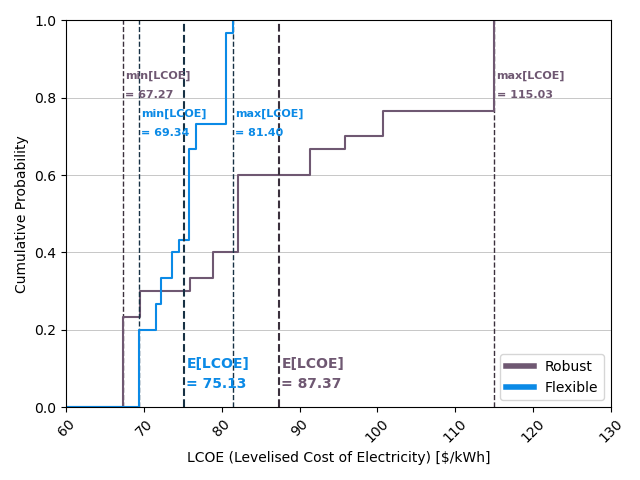 1.0
0.8
0.6
0.4
0.2
0.0
Cumulative Probability
min[LCOE]
= 67.27
min[LCOE]
= 69.34
max[LCOE]
= 81.40
max[LCOE]
= 115.03
E[LCOE]
= 75.13
E[LCOE]
= 87.37
Robust
Flexible
60
70
80
90
100
110
120
130
LCOE (Levelised Cost of Electricity) [$/kWh]